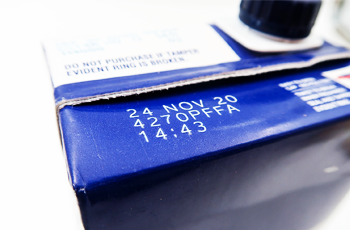 DO NOT PURCHASE IF TAMPER
EVIDENT RING IS BROKEN.
24 NOV 20
4270PFFA
14:43